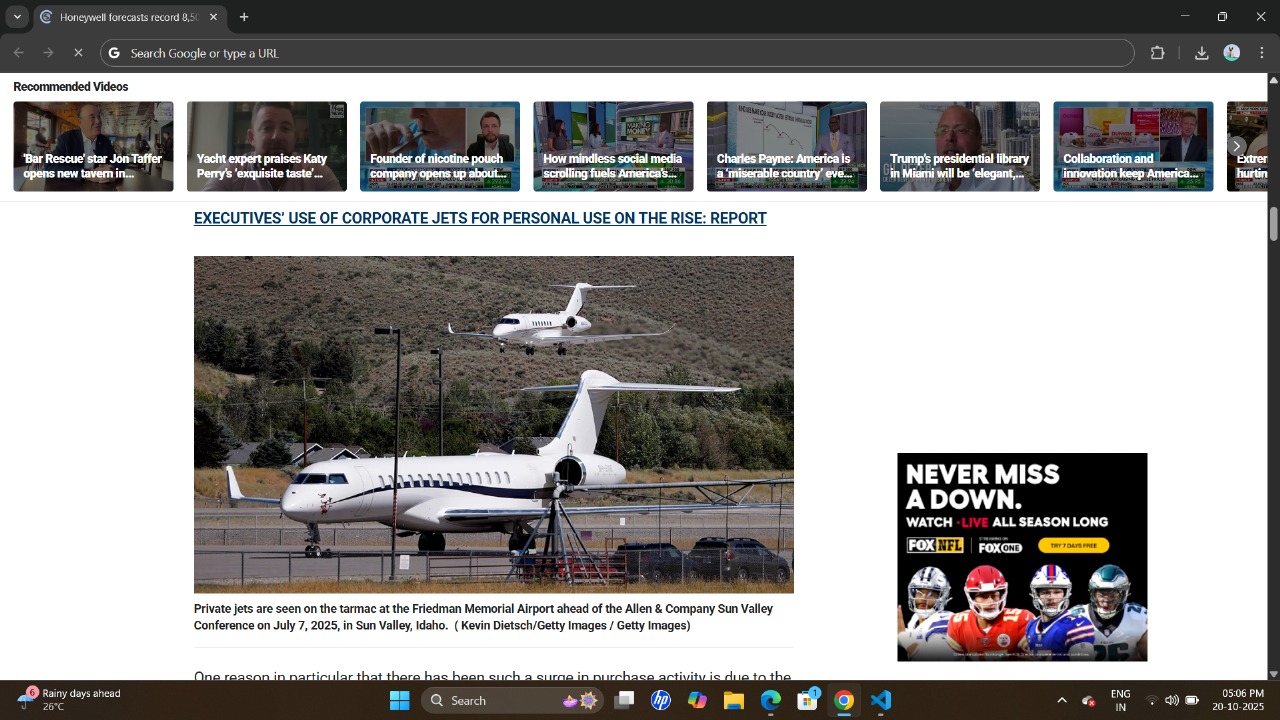 Honeywell forecasts record 8,50
Search Google or type a URL
Recommended Videos
'Bar Rescue' star Jon Taffer
opens new tavern in...
Yacht expert praises Katy
Perry's 'exquisite taste'...
Founder of nicotine pouch
company opens up about...
How mindless social media
scrolling fuels America's...
Charles Payne: America is
a 'miserable country' eve...
Trump's presidential library
in Miami will be 'elegant,...
Collaboration and
innovation keep America...
Extrem
hurtin
EXECUTIVES' USE OF CORPORATE JETS FOR PERSONAL USE ON THE RISE: REPORT
NEVER MISS
A DOWN.
WATCH · LIVE ALL SEASON LONG
FOX NFL
FOX ONE
TRY 7 DAYS FREE
Private jets are seen on the tarmac at the Friedman Memorial Airport ahead of the Allen & Company Sun Valley
Conference on July 7, 2025, in Sun Valley, Idaho. ( Kevin Dietsch/Getty Images / Getty Images)
One reason in particular that there has been such a surge in purchase activity is due to the
6
Rainy days ahead
26°C
Search
1
ENG
IN
05:06 PM
20-10-2025